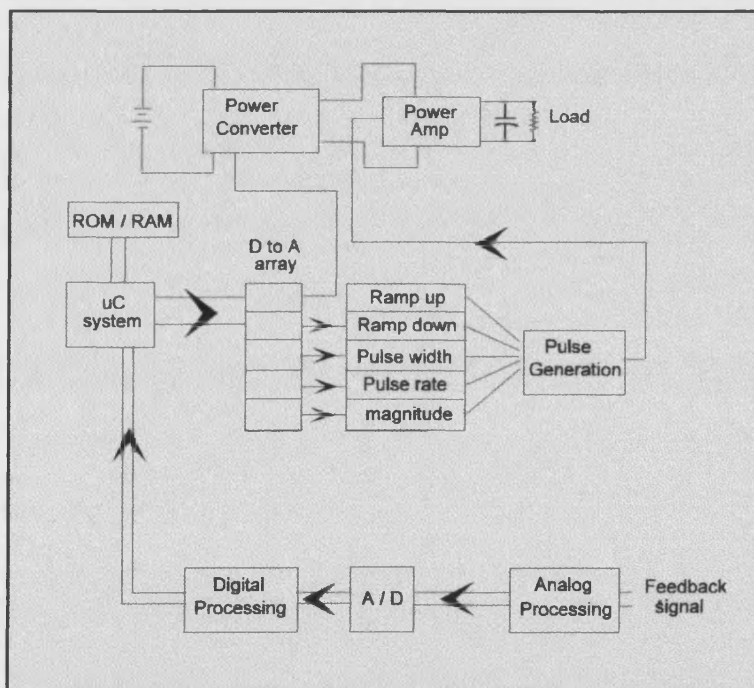 Power
Converter
Power
Amp
Load
ROM / RAM
D to A
array
uC
system
Ramp up
Ramp down
Pulse width
Pulse rate
magnitude
Pulse
Generation
Digital
Processing
A / D
Analog
Processing
Feedback
signal